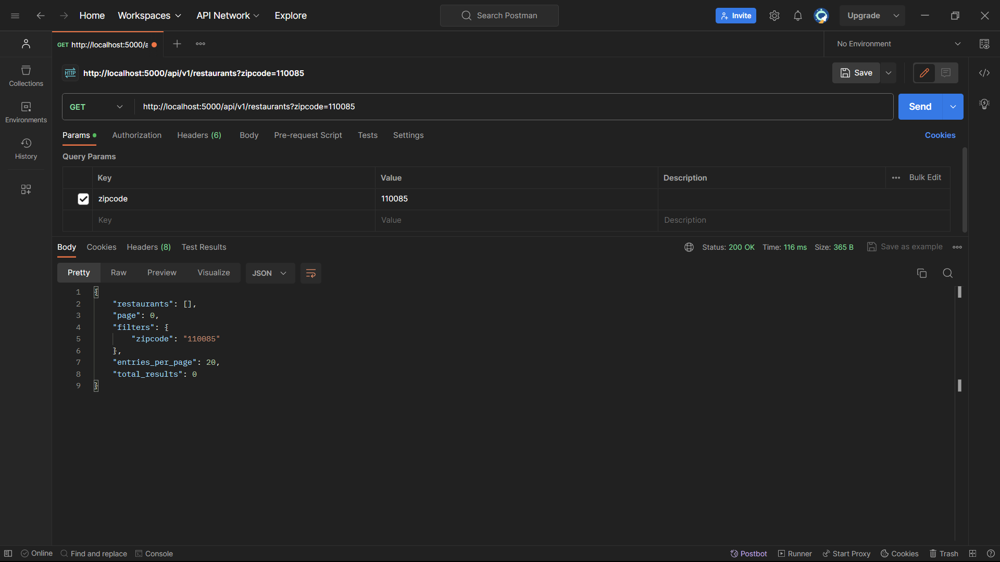 Home Workspaces API Network Explore Search Postman Invite Upgrade
GET http://localhost:5000/a No Environment
HTTP http://localhost:5000/api/v1/restaurants?zipcode=110085 Save
Collections
Environments
History
GET http://localhost:5000/api/v1/restaurants?zipcode=110085 Send
Params Authorization Headers (6) Body Pre-request Script Tests Settings Cookies
Query Params
Key Value Description Bulk Edit
zipcode 110085
Key Value Description
Body Cookies Headers (8) Test Results Status: 200 OK Time: 116 ms Size: 365 B Save as example
Pretty Raw Preview Visualize JSON
1 {
2 "restaurants": [],
3 "page": 0,
4 "filters": {
5 "zipcode": "110085"
6 },
7 "entries_per_page": 20,
8 "total_results": 0
9 }
Online Find and replace Console Postbot Runner Start Proxy Cookies Trash